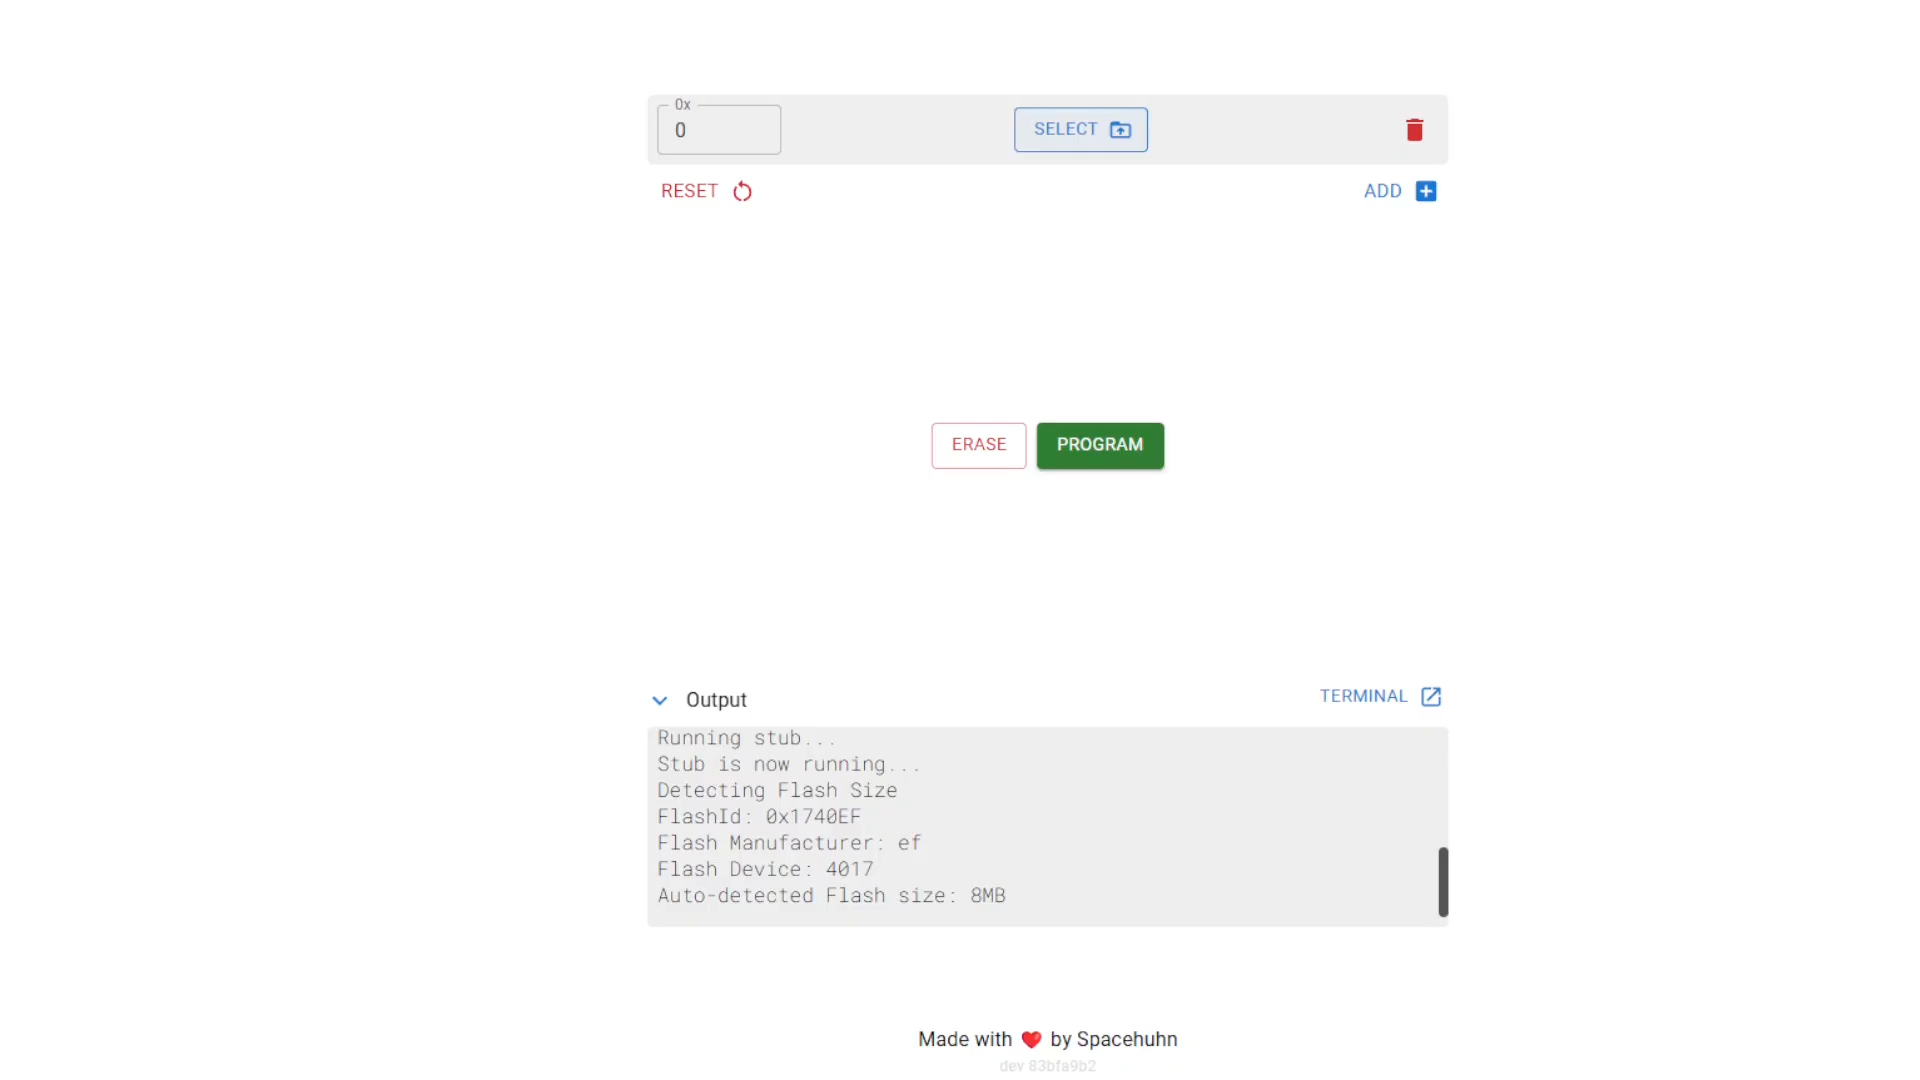 0x
0
SELECT
RESET
ADD
ERASE
PROGRAM
Output
TERMINAL
Running stub...
Stub is now running...
Detecting Flash Size
FlashId: 0x1740EF
Flash Manufacturer: ef
Flash Device: 4017
Auto-detected Flash size: 8MB
Made with ❤️ by Spacehuhn
dev 83bfa9b2